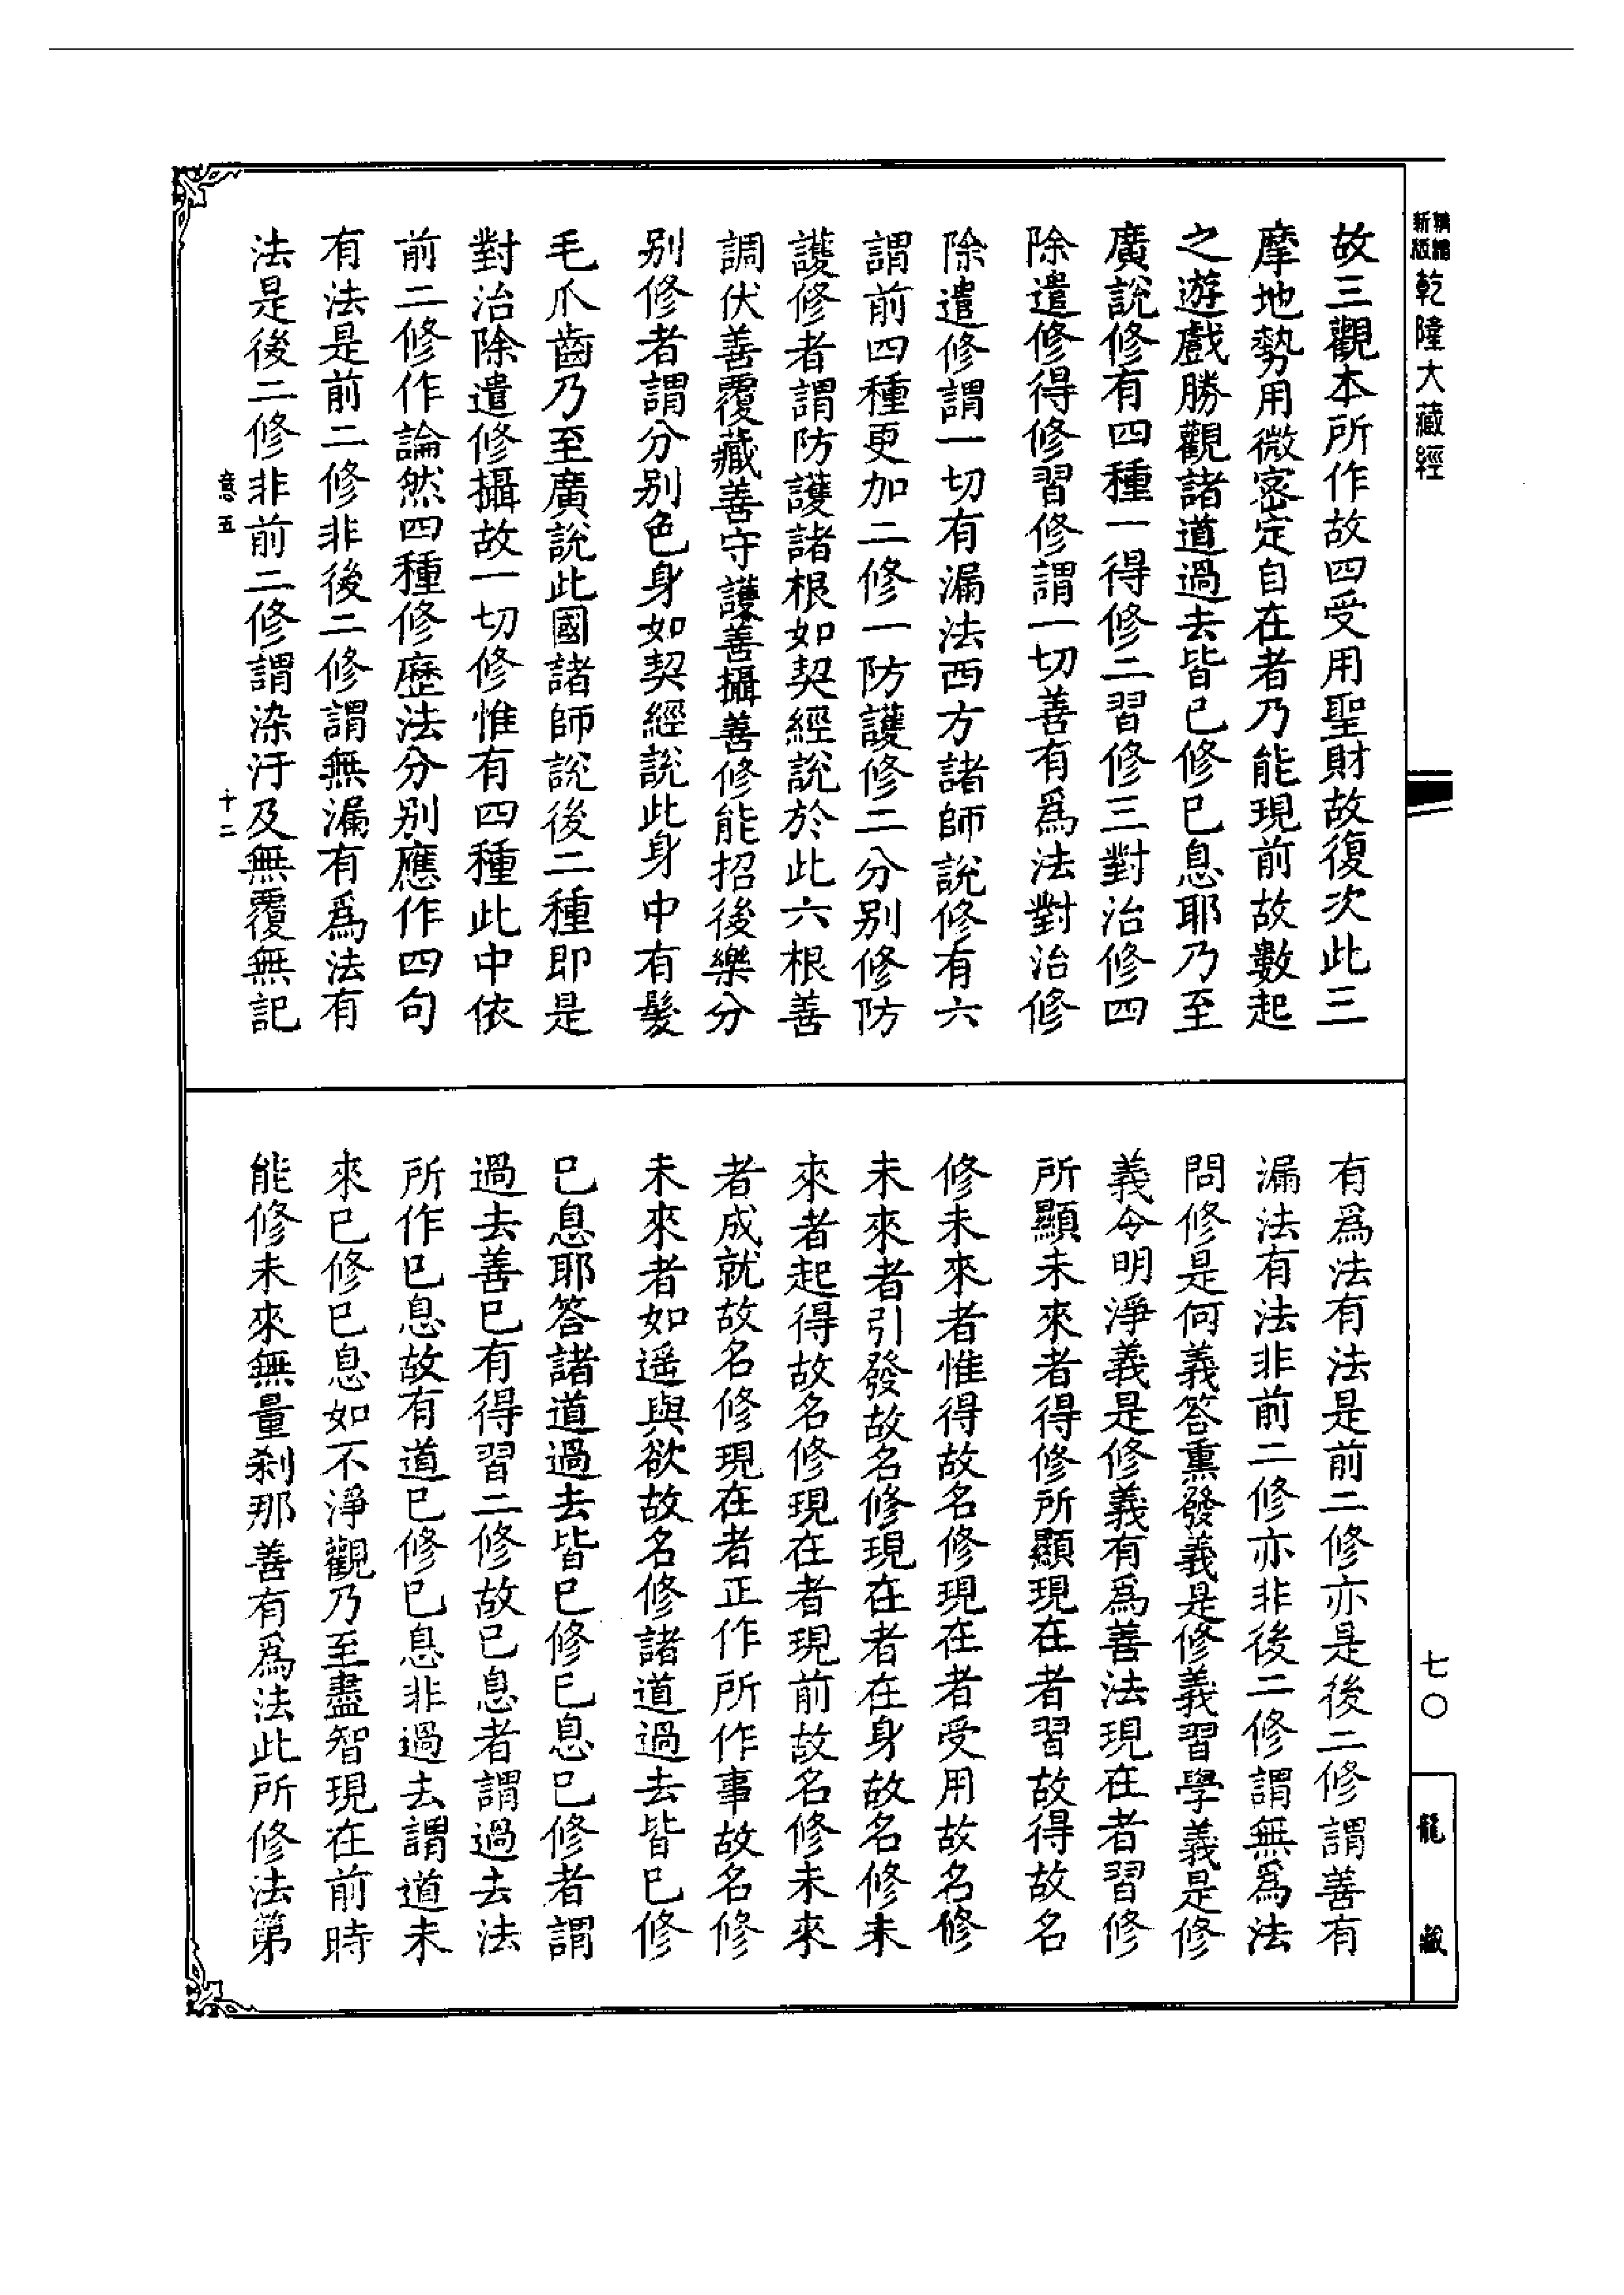 新版精繕乾隆大藏經
故三觀本所作故四受用聖財故復次此三
摩地勢用微密定自在者乃能現前故數起
之遊戲勝觀諸道過去皆已修已息耶乃至
廣說修有四種一得修二習修三對治修四
除遣修得修習修謂一切善有爲法對治修
除遣修謂一切有漏法西方諸師說修有六
謂前四種更加二修一防護修二分别修防
護修者謂防護諸根如契經說於此六根善
調伏善覆藏善守護善攝善修能招後樂分
别修者謂分别色身如契經說此身中有髮
毛爪齒乃至廣說此國諸師說後二種即是
對治除遣修攝故一切修惟有四種此中依
前二修作論然四種修歷法分别應作四句
有法是前二修非後二修謂無漏有爲法有
法是後二修非前二修謂染汙及無覆無記
意五 十二
有爲法有法是前二修亦是後二修謂善有
漏法有法非前二修亦非後二修謂無爲法
問修是何義答熏發義是修義習學義是修
義令明淨義是修義有爲善法現在者習修
所顯未來者得修所顯現在者習故得故名
修未來者惟得故名修現在者受用故名修
未來者引發故名修現在者在身故名修未
來者起得故名修現在者現前故名修未來
者成就故名修現在者正作所作事故名修
未來者如遥與欲故名修諸道過去皆已修
已息耶答諸道過去皆已修已息已修者謂
過去善已有得習二修故已息者謂過去法
所作已息故有道已修已息非過去謂道未
來已修已息如不淨觀乃至盡智現在前時
能修未來無量刹那善有爲法此所修法第
七〇
龍藏